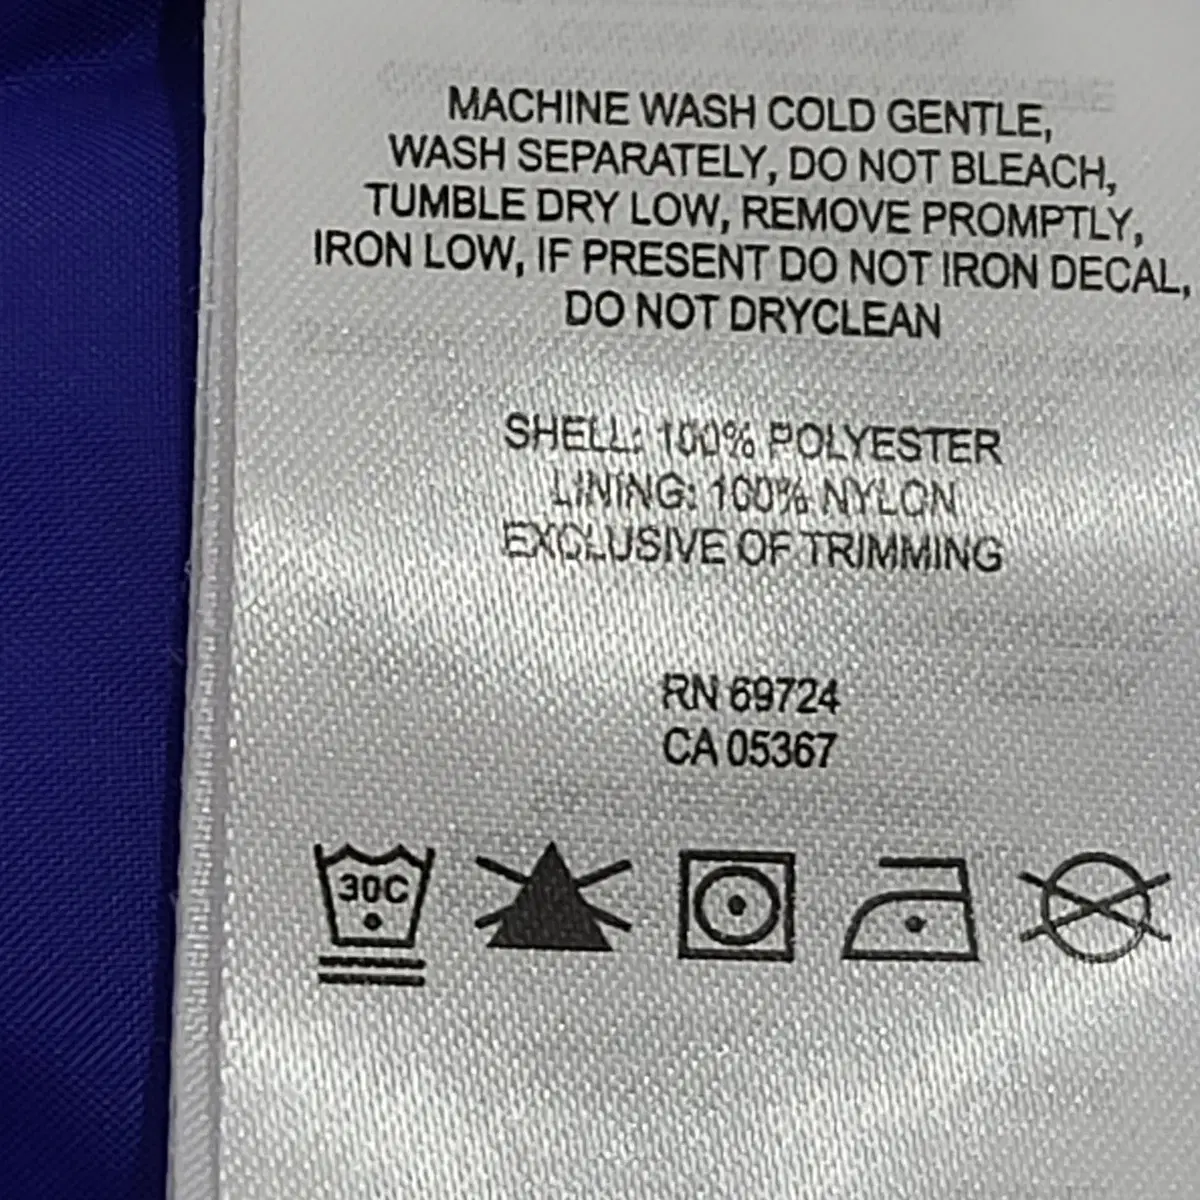 MACHINE WASH COLD GENTLE,
WASH SEPARATELY, DO NOT BLEACH,
TUMBLE DRY LOW, REMOVE PROMPTLY,
IRON LOW, IF PRESENT DO NOT IRON DECAL,
DO NOT DRYCLEAN
SHELL: 100% POLYESTER
LINING: 100% NYLON
EXCLUSIVE OF TRIMMING
RN 69724
CA 05367
30C